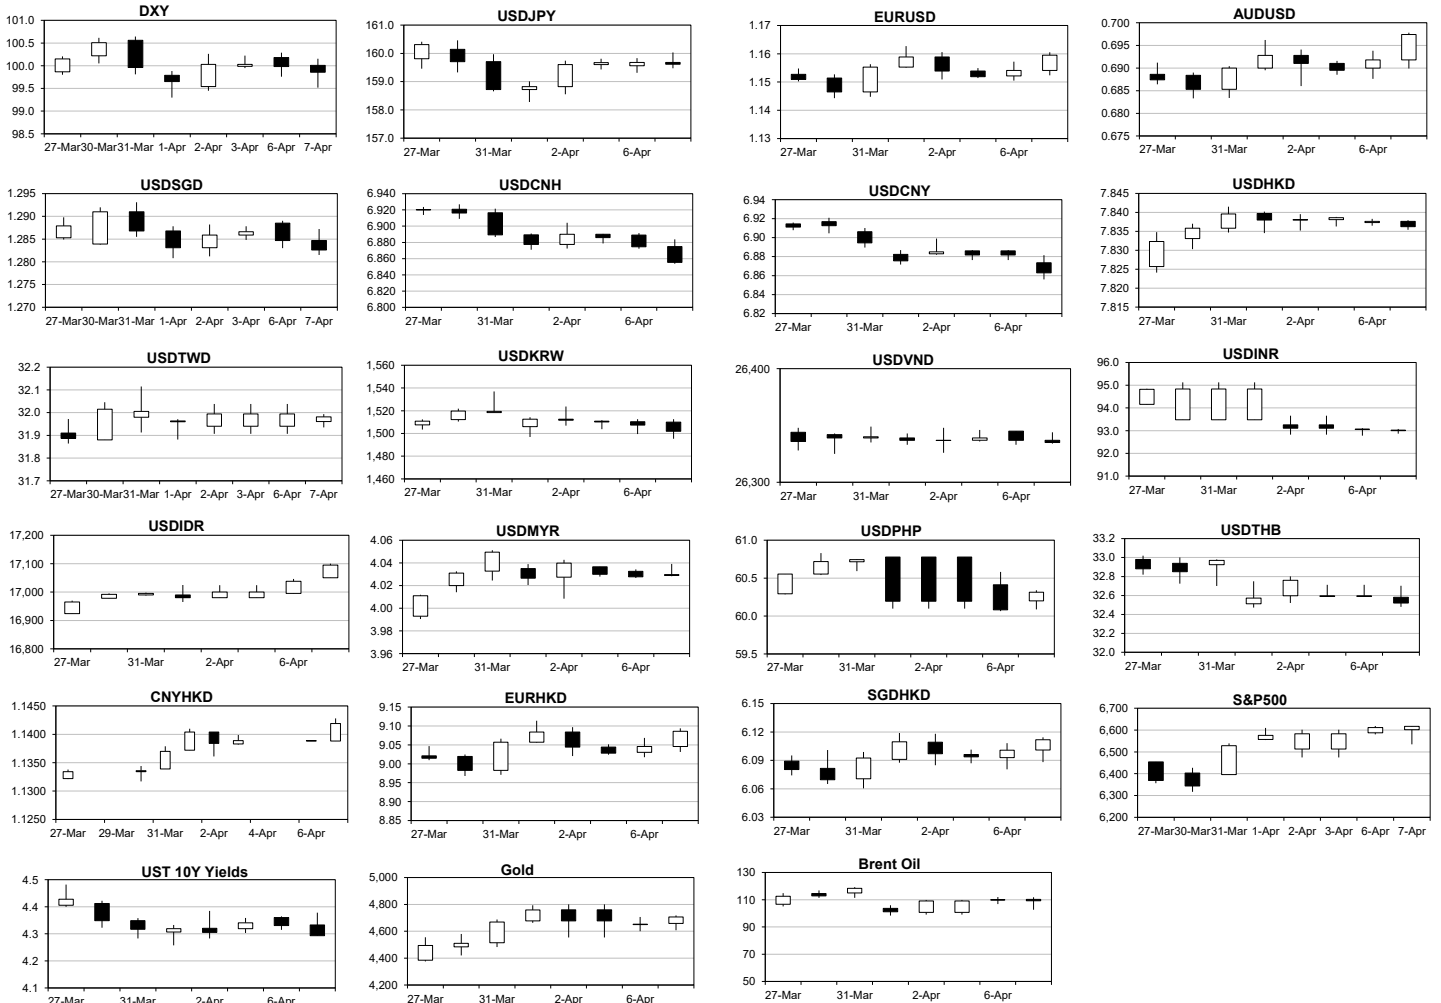 DXY
101.0
100.5
100.0
99.5
99.0
98.5
27-Mar 30-Mar 31-Mar 1-Apr 2-Apr 3-Apr 6-Apr 7-Apr
USDJPY
161.0
160.0
159.0
158.0
157.0
27-Mar 31-Mar 2-Apr 6-Apr
EURUSD
1.17
1.16
1.15
1.14
1.13
27-Mar 31-Mar 2-Apr 6-Apr
AUDUSD
0.700
0.695
0.690
0.685
0.680
0.675
27-Mar 31-Mar 2-Apr 6-Apr
USDSGD
1.295
1.290
1.285
1.280
1.275
1.270
27-Mar 30-Mar 31-Mar 1-Apr 2-Apr 3-Apr 6-Apr 7-Apr
USDCNH
6.940
6.920
6.900
6.880
6.860
6.840
6.820
6.800
27-Mar 31-Mar 2-Apr 6-Apr
USDCNY
6.94
6.92
6.90
6.88
6.86
6.84
6.82
27-Mar 31-Mar 2-Apr 6-Apr
USDHKD
7.845
7.840
7.835
7.830
7.825
7.820
7.815
27-Mar 31-Mar 2-Apr 6-Apr
USDTWD
32.2
32.1
32.0
31.9
31.8
31.7
27-Mar 30-Mar 31-Mar 1-Apr 2-Apr 3-Apr 6-Apr 7-Apr
USDKRW
1,560
1,540
1,520
1,500
1,480
1,460
27-Mar 31-Mar 2-Apr 6-Apr
USDVND
26,400
26,300
27-Mar 31-Mar 2-Apr 6-Apr
USDINR
96.0
95.0
94.0
93.0
92.0
91.0
27-Mar 31-Mar 2-Apr 6-Apr
USDIDR
17,200
17,100
17,000
16,900
16,800
27-Mar 31-Mar 2-Apr 6-Apr
USDMYR
4.06
4.04
4.02
4.00
3.98
3.96
27-Mar 31-Mar 2-Apr 6-Apr
USDPHP
61.0
60.5
60.0
59.5
27-Mar 31-Mar 2-Apr 6-Apr
USDTHB
33.2
33.0
32.8
32.6
32.4
32.2
32.0
27-Mar 31-Mar 2-Apr 6-Apr
CNYHKD
1.1450
1.1400
1.1350
1.1300
1.1250
27-Mar 29-Mar 31-Mar 2-Apr 4-Apr 6-Apr
EURHKD
9.15
9.10
9.05
9.00
8.95
8.90
8.85
27-Mar 31-Mar 2-Apr 6-Apr
SGDHKD
6.15
6.12
6.09
6.06
6.03
27-Mar 31-Mar 2-Apr 6-Apr
S&P500
6,700
6,600
6,500
6,400
6,300
6,200
27-Mar 30-Mar 31-Mar 1-Apr 2-Apr 3-Apr 6-Apr 7-Apr
UST 10Y Yields
4.5
4.4
4.3
4.2
4.1
27-Mar 31-Mar 2-Apr 6-Apr
Gold
5,000
4,800
4,600
4,400
4,200
27-Mar 31-Mar 2-Apr 6-Apr
Brent Oil
130
110
90
70
50
27-Mar 31-Mar 2-Apr 6-Apr